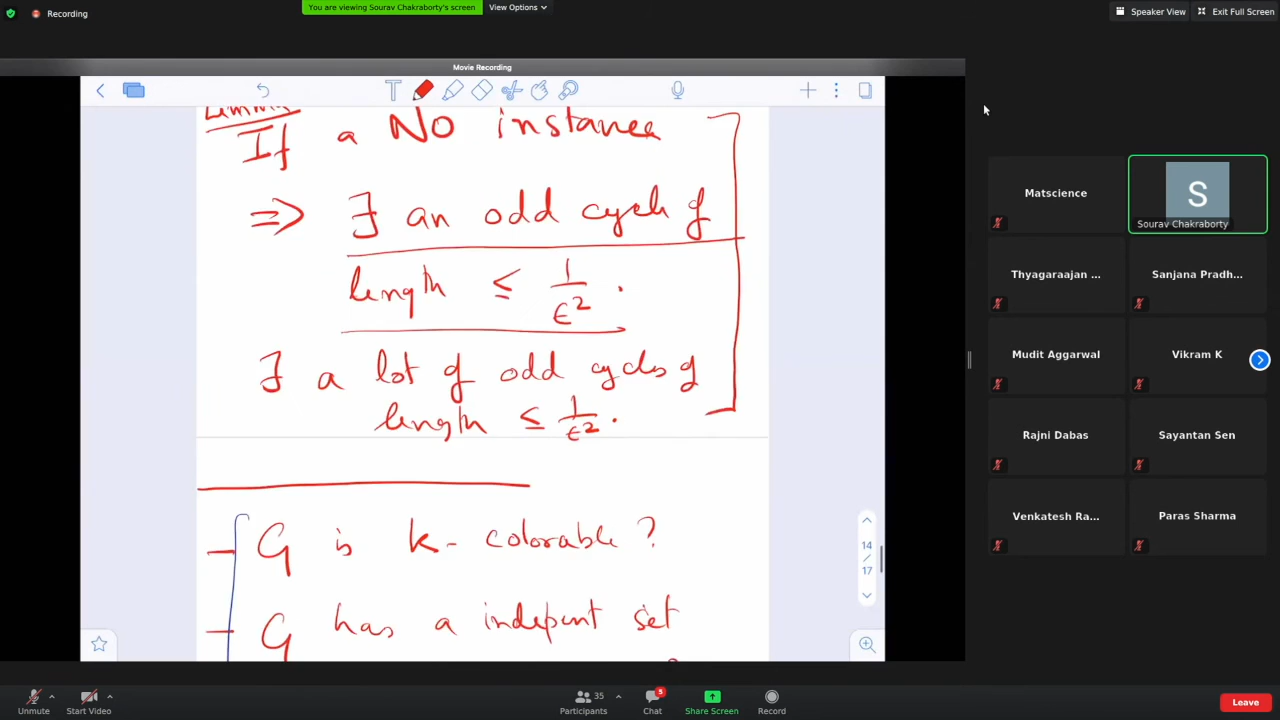 Recording
You are viewing Sourav Chakraborty's screen
View Options
Speaker View
Exit Full Screen
Movie Recording
Lemma
If a No instance
⇒ ∃ an odd cycle of
length ≤ 1/ε².
∃ a lot of odd cycles of
length ≤ 1/ε² .
- G is k-colorable ?
- G has a indepent set
14
/
17
Matscience
S
Sourav Chakraborty
Thyagaraajan ...
Sanjana Pradh...
Mudit Aggarwal
Vikram K
Rajni Dabas
Sayantan Sen
Venkatesh Ra...
Paras Sharma
Unmute
Start Video
35
Participants
5
Chat
Share Screen
Record
Leave